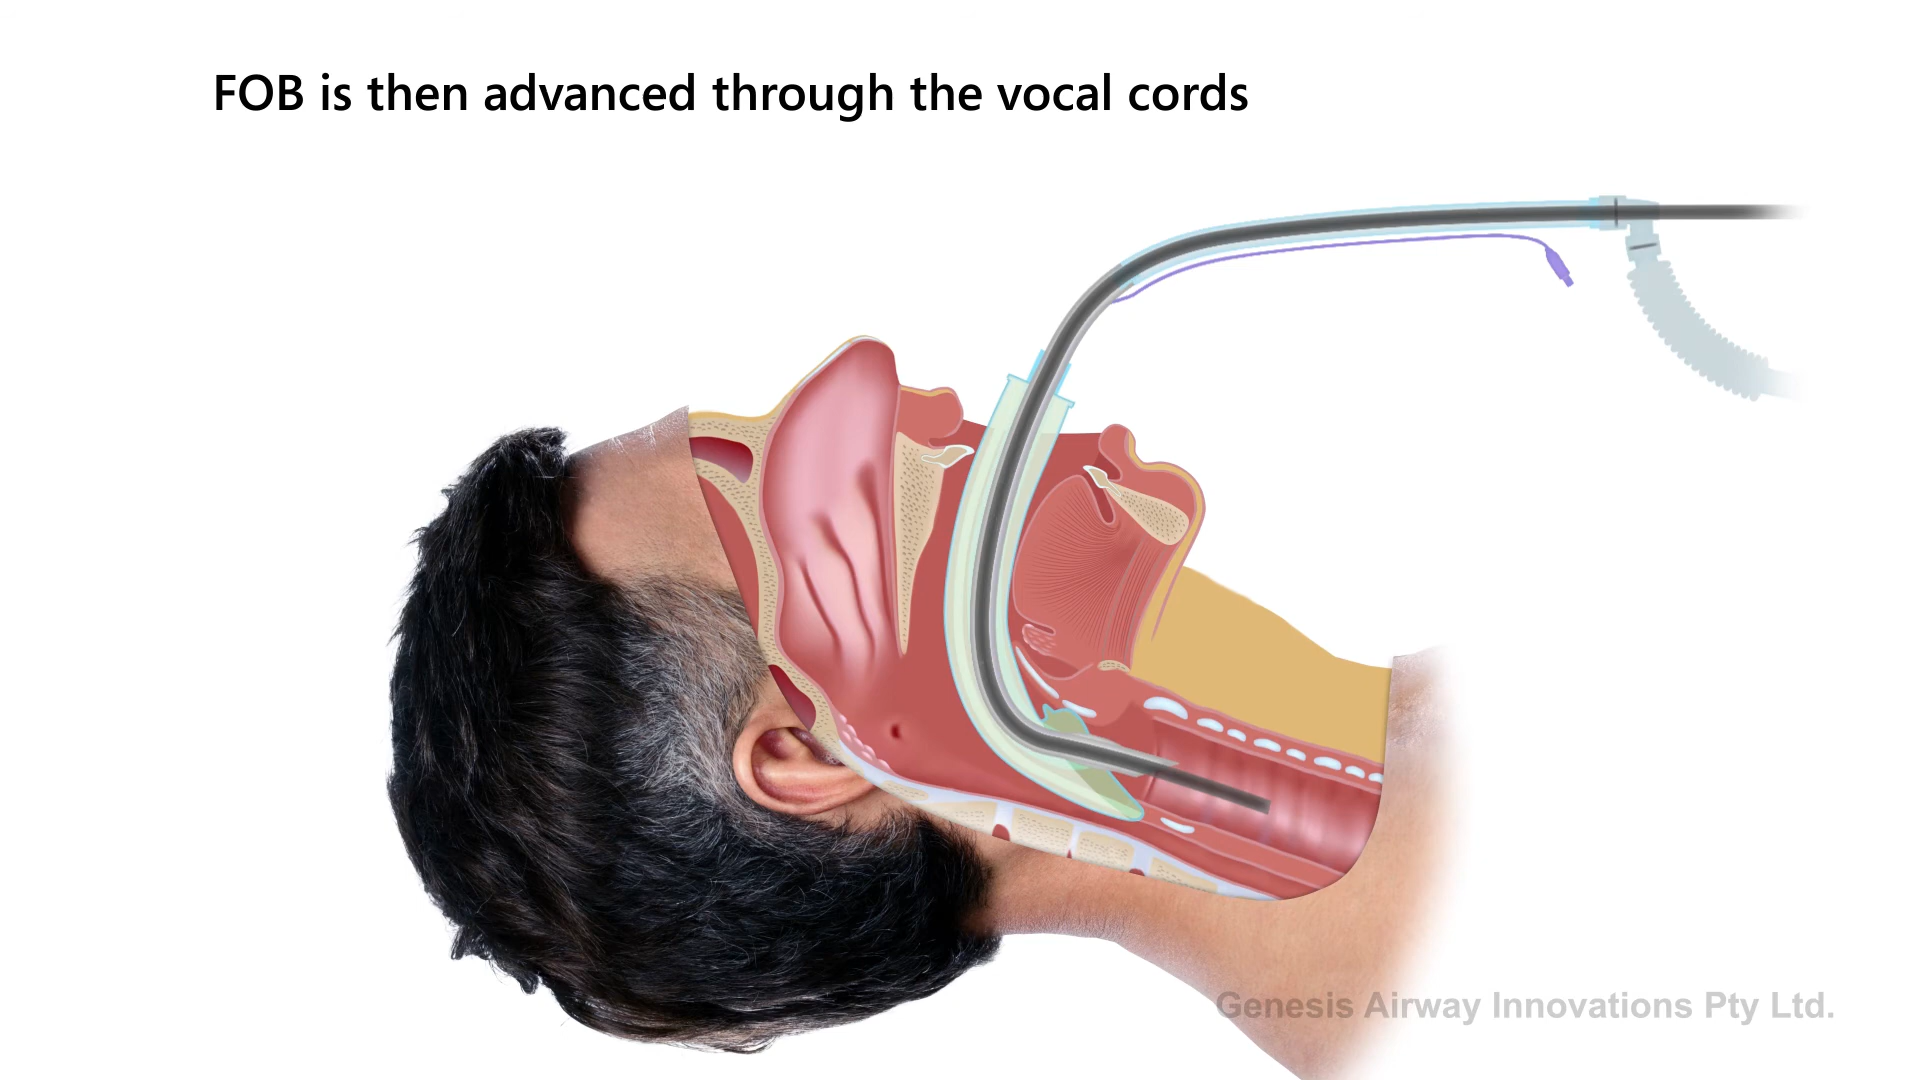 FOB is then advanced through the vocal cords
Genesis Airway Innovations Pty Ltd.